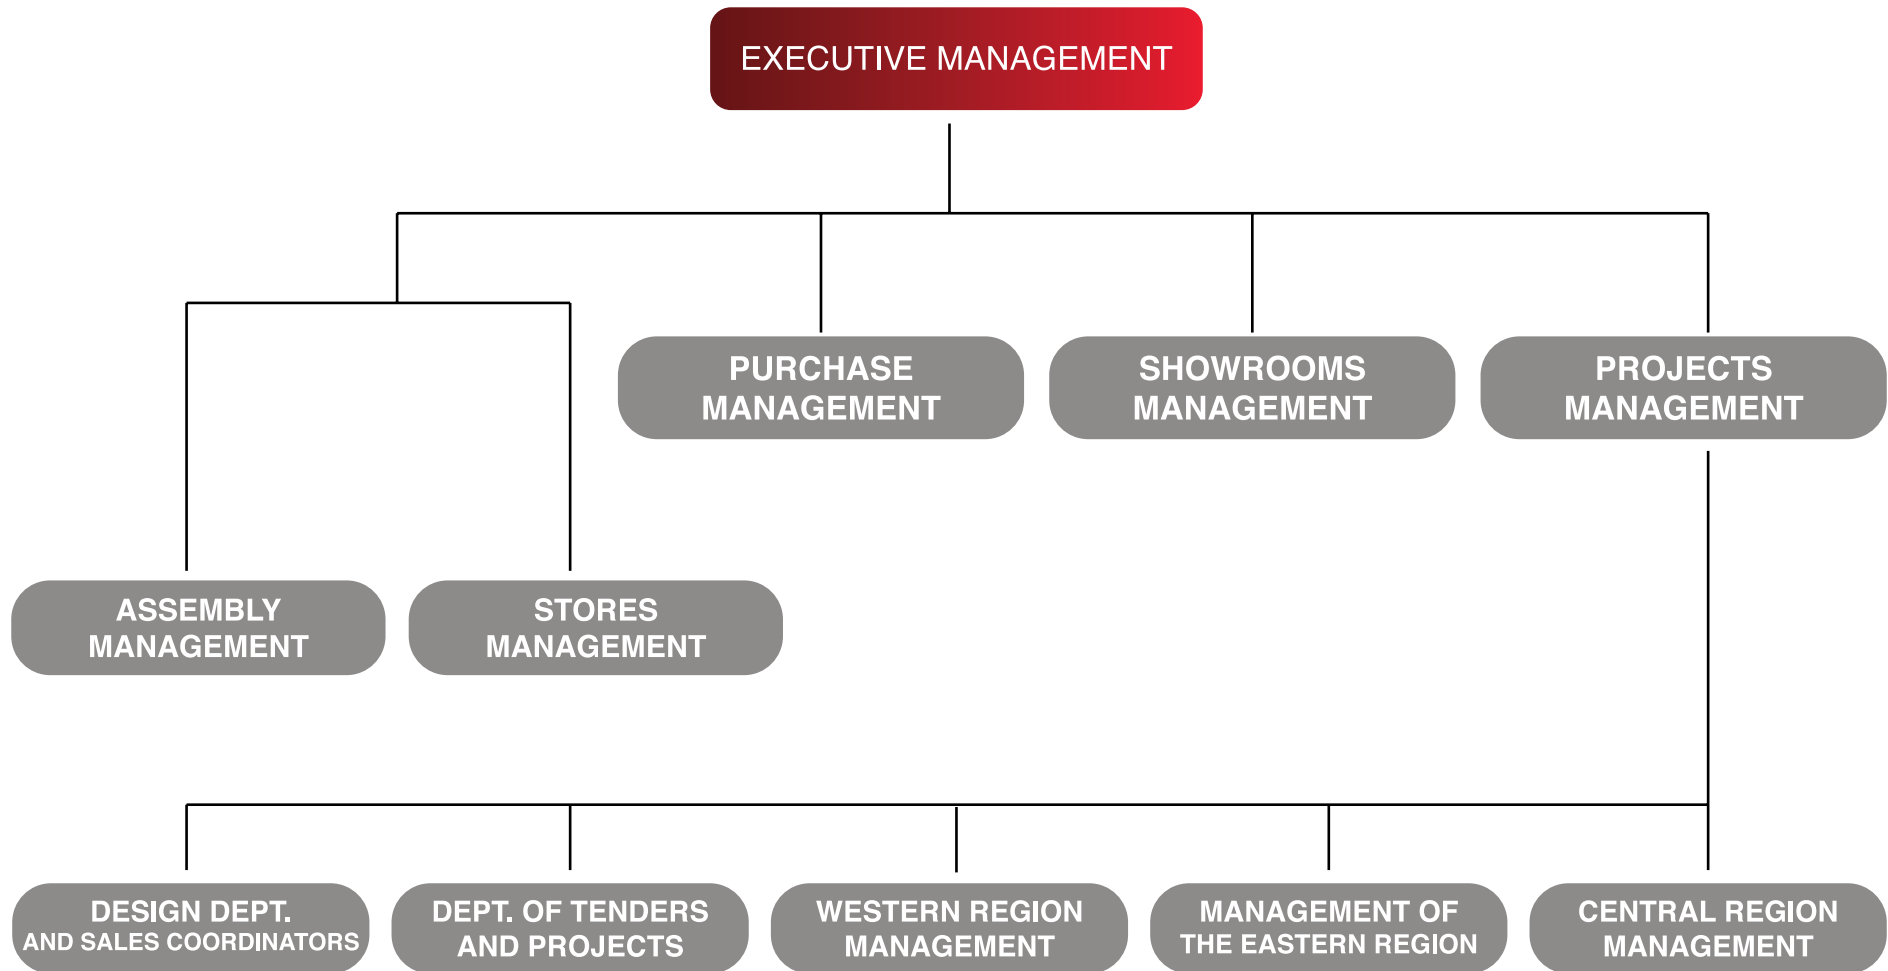 EXECUTIVE MANAGEMENT
PURCHASE
MANAGEMENT
SHOWROOMS
MANAGEMENT
PROJECTS
MANAGEMENT
ASSEMBLY
MANAGEMENT
STORES
MANAGEMENT
DESIGN DEPT.
AND SALES COORDINATORS
DEPT. OF TENDERS
AND PROJECTS
WESTERN REGION
MANAGEMENT
MANAGEMENT OF
THE EASTERN REGION
CENTRAL REGION
MANAGEMENT